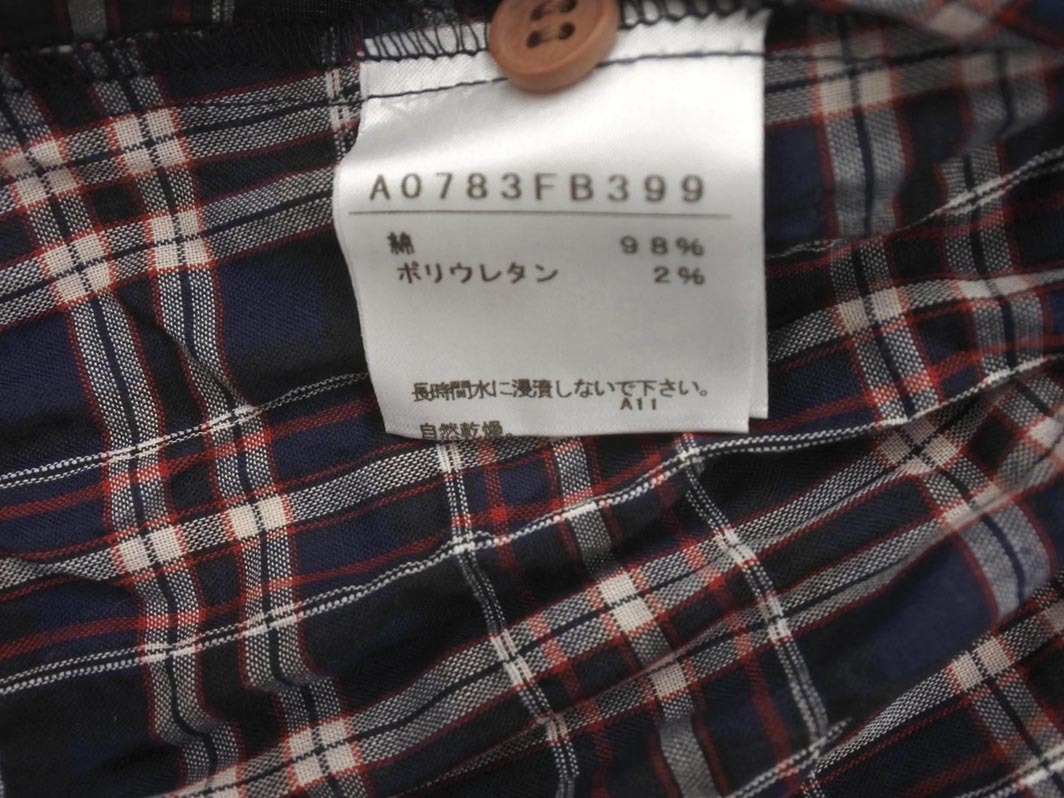 A0783FB399
綿 98%
ポリウレタン 2%
長時間水に浸漬しないで下さい。
A11
自然乾燥。